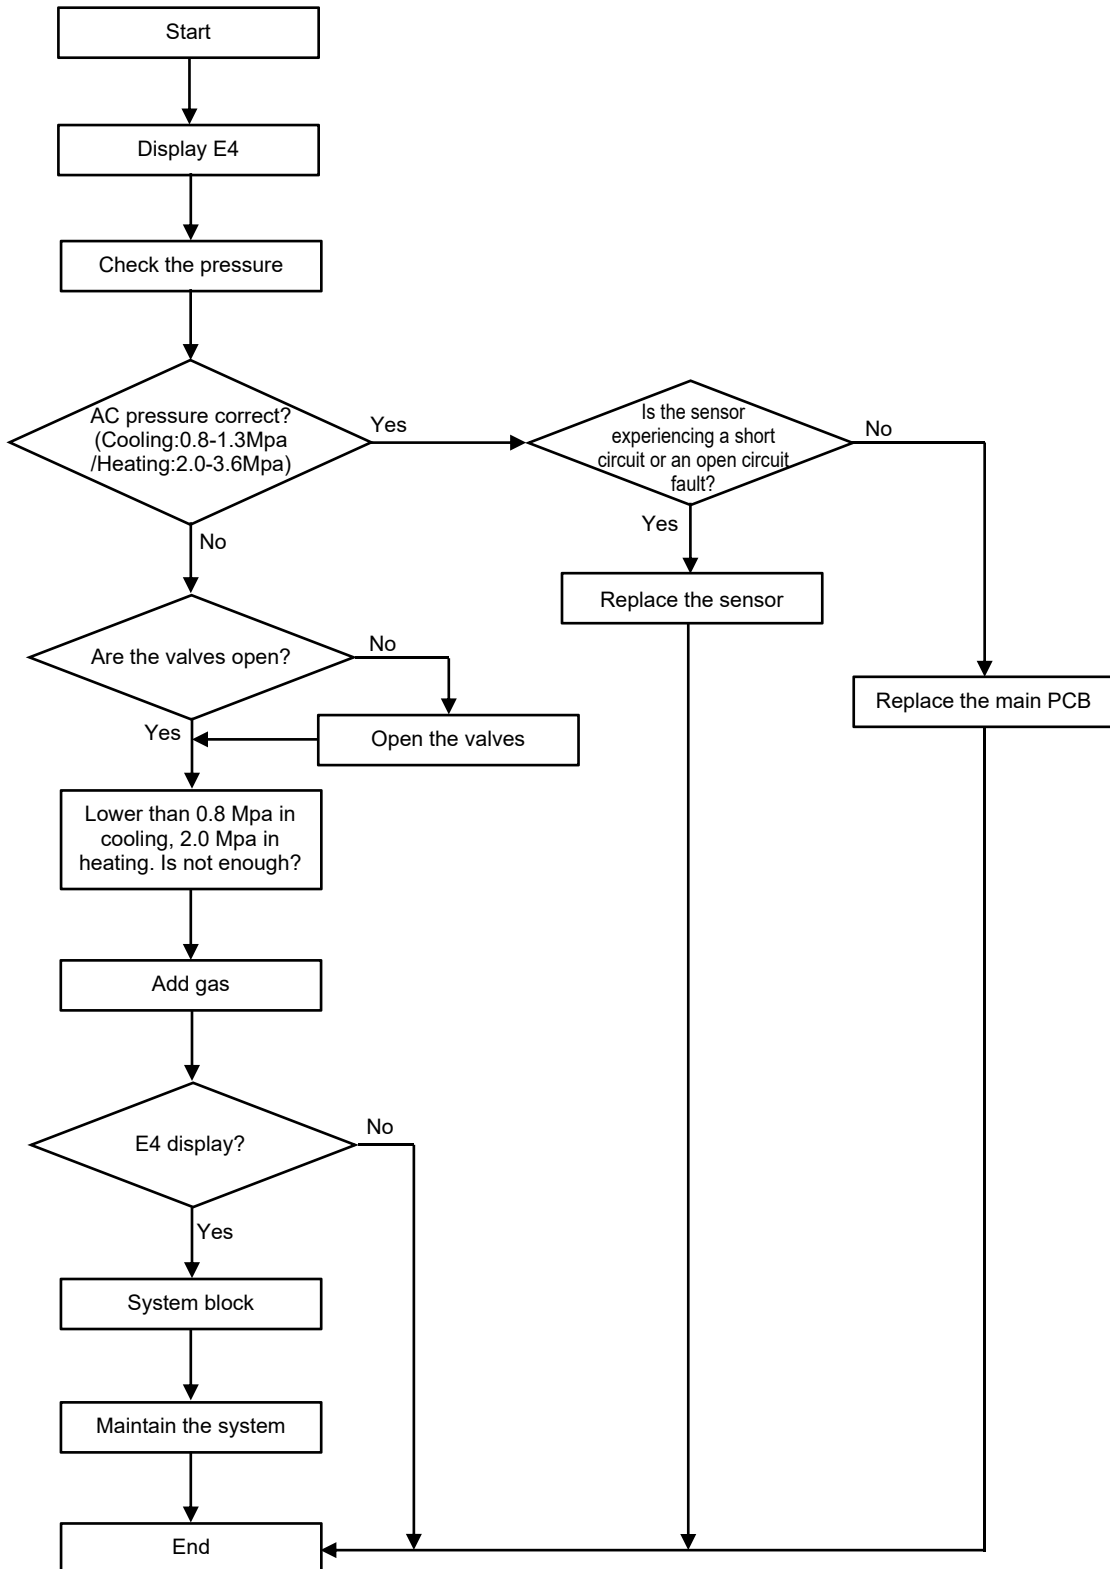 Start
Display E4
Check the pressure
AC pressure correct?
(Cooling:0.8-1.3Mpa
/Heating:2.0-3.6Mpa)
Yes
Is the sensor
experiencing a short
circuit or an open circuit
fault?
No
Yes
No
Replace the sensor
Are the valves open?
No
Replace the main PCB
Yes
Open the valves
Lower than 0.8 Mpa in
cooling, 2.0 Mpa in
heating. Is not enough?
Add gas
E4 display?
No
Yes
System block
Maintain the system
End